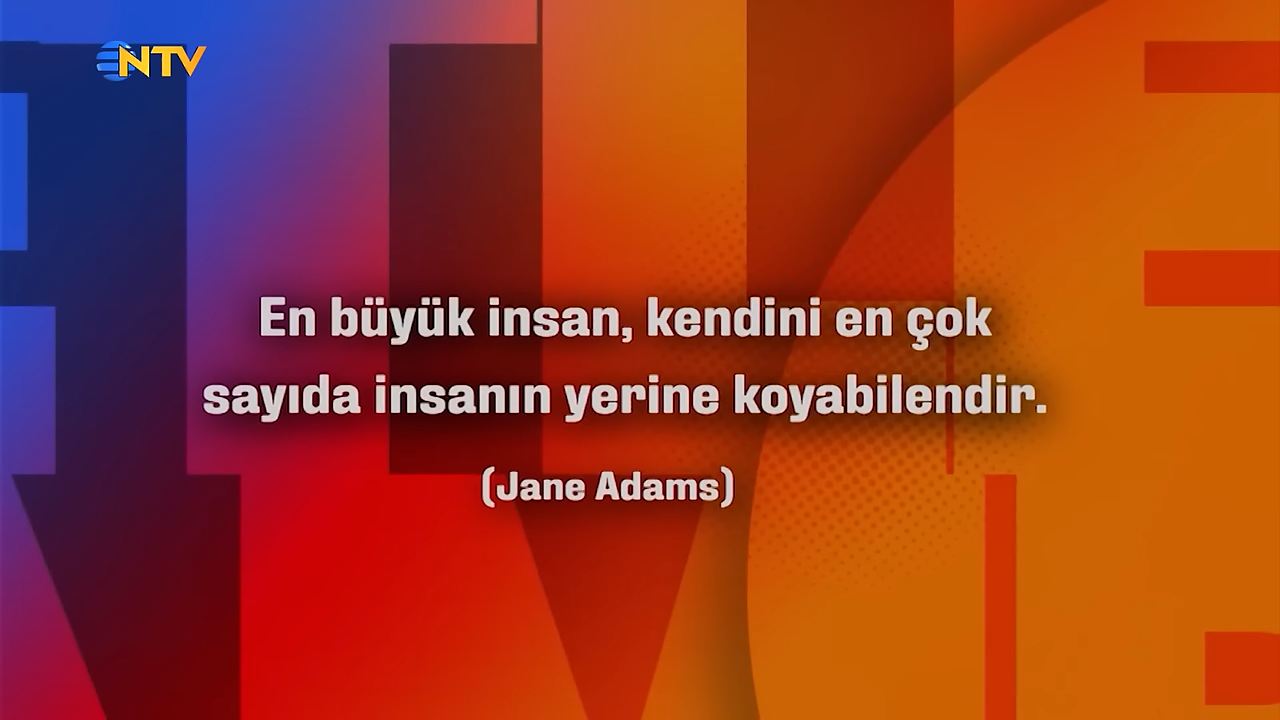 NTV
En büyük insan, kendini en çok
sayıda insanın yerine koyabilendir.
(Jane Adams)